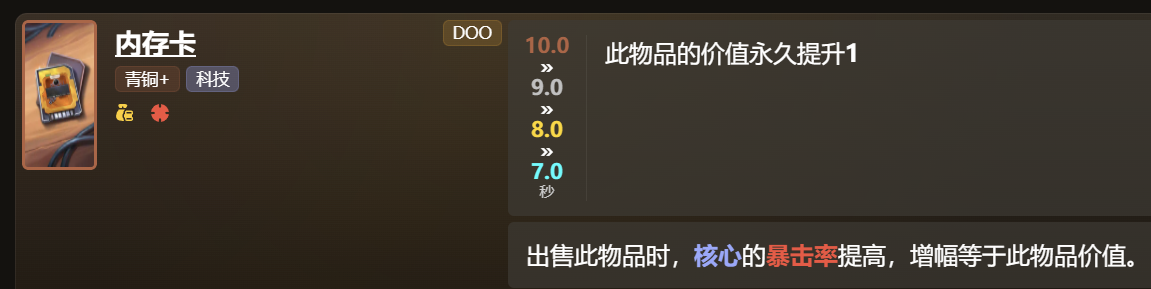 内存卡
DOO
青铜+
科技
10.0
»
9.0
»
8.0
»
7.0
秒
此物品的价值永久提升1
出售此物品时，核心的暴击率提高，增幅等于此物品价值。